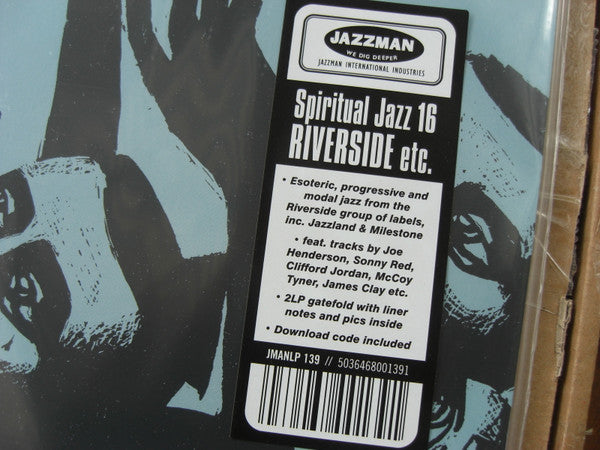 JAZZMAN
WE DIG DEEPER
JAZZMAN INTERNATIONAL INDUSTRIES
Spiritual Jazz 16
RIVERSIDE etc.
• Esoteric, progressive and
modal jazz from the
Riverside group of labels,
inc. Jazzland & Milestone
• feat. tracks by Joe
Henderson, Sonny Red,
Clifford Jordan, McCoy
Tyner, James Clay etc.
• 2LP gatefold with liner
notes and pics inside
• Download code included
JMANLP 139 // 5036468001391